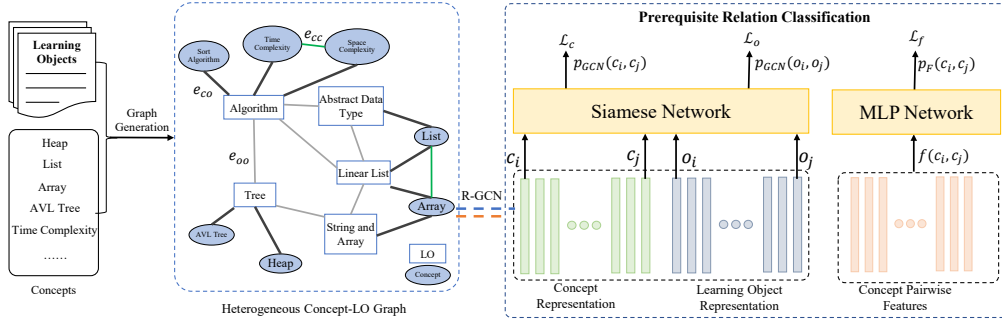 Learning
Objects
Heap
List
Array
AVL Tree
Time Complexity
……
Concepts
Graph
Generation
Sort
Algorithm
Time
Complexity
e_cc
Space
Complexity
e_co
Algorithm
Abstract Data
Type
List
e_oo
Linear List
Tree
Array
String and
Array
AVL Tree
Heap
LO
Concept
Heterogeneous Concept-LO Graph
R-GCN
Prerequisite Relation Classification
ℒ_c
ℒ_o
ℒ_f
p_GCN(c_i, c_j)
p_GCN(o_i, o_j)
p_F(c_i, c_j)
Siamese Network
MLP Network
c_i
c_j
o_i
o_j
f(c_i, c_j)
Concept
Representation
Learning Object
Representation
Concept Pairwise
Features